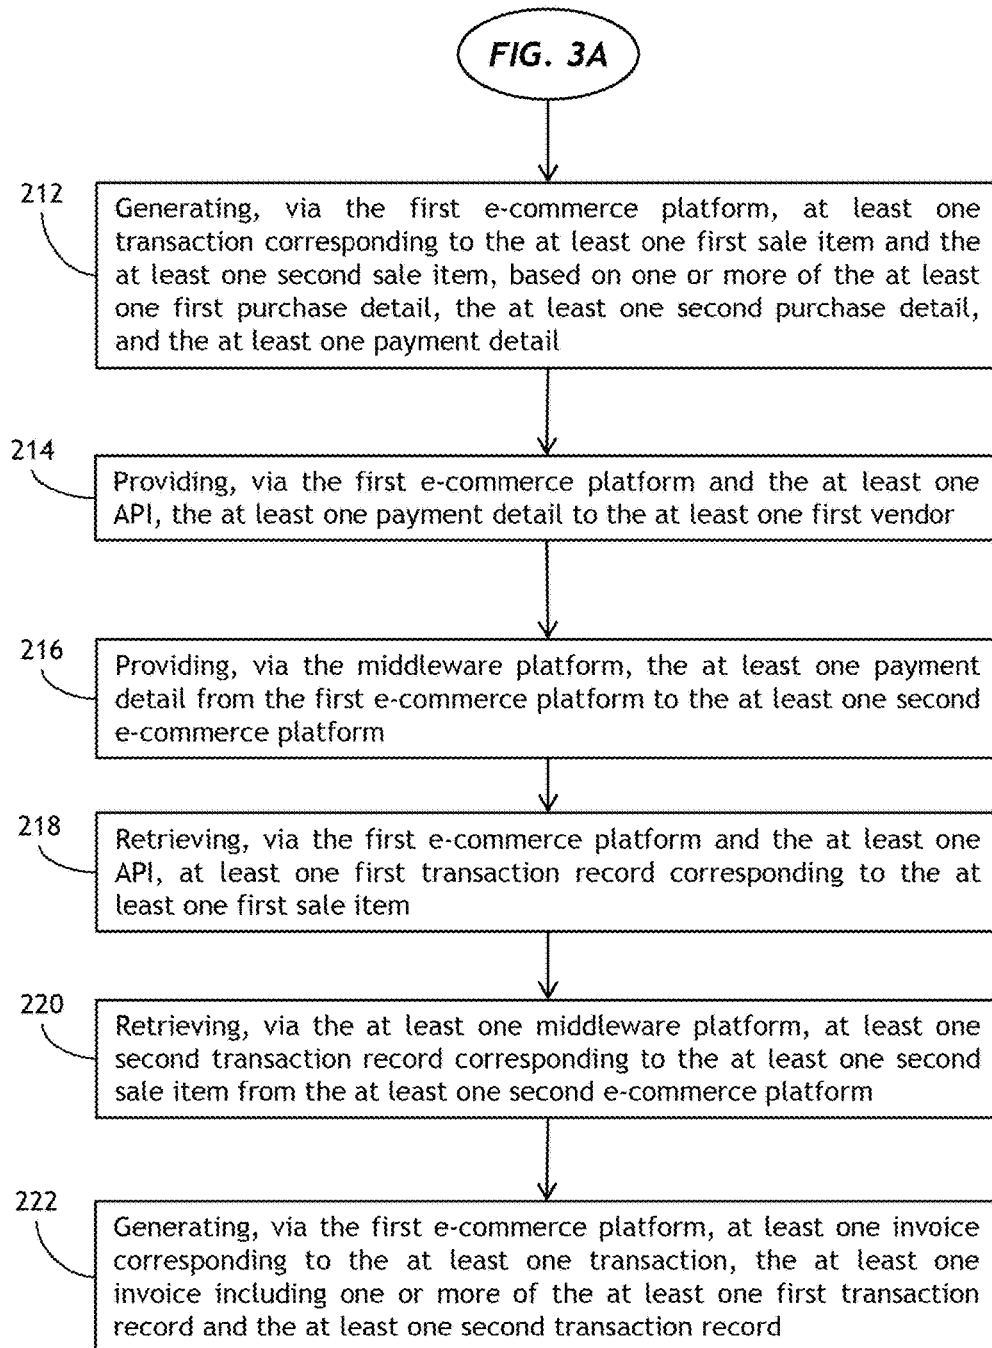 FIG. 3A
212
Generating, via the first e-commerce platform, at least one
transaction corresponding to the at least one first sale item and the
at least one second sale item, based on one or more of the at least
one first purchase detail, the at least one second purchase detail,
and the at least one payment detail
214
Providing, via the first e-commerce platform and the at least one
API, the at least one payment detail to the at least one first vendor
216
Providing, via the middleware platform, the at least one payment
detail from the first e-commerce platform to the at least one second
e-commerce platform
218
Retrieving, via the first e-commerce platform and the at least one
API, at least one first transaction record corresponding to the at
least one first sale item
220
Retrieving, via the at least one middleware platform, at least one
second transaction record corresponding to the at least one second
sale item from the at least one second e-commerce platform
222
Generating, via the first e-commerce platform, at least one invoice
corresponding to the at least one transaction, the at least one
invoice including one or more of the at least one first transaction
record and the at least one second transaction record